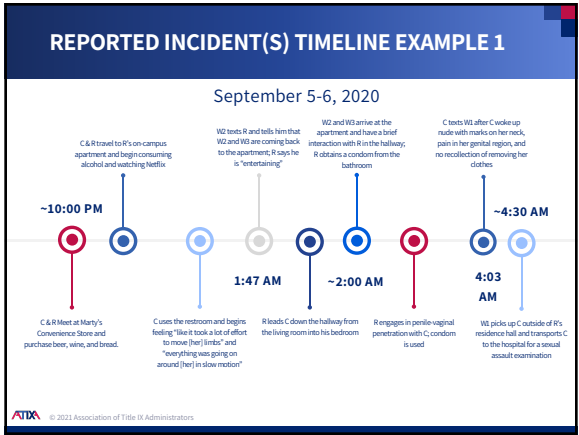 REPORTED INCIDENT(S) TIMELINE EXAMPLE 1
September 5-6, 2020
C & R travel to R's on-campus
apartment and begin consuming
alcohol and watching Netflix
W2 texts R and tells him that
W2 and W3 are coming back
to the apartment; R says he
is "entertaining"
W2 and W3 arrive at the
apartment and have a brief
interaction with R in the hallway;
R obtains a condom from the
bathroom
C texts W1 after C woke up
nude with marks on her neck,
pain in her genital region, and
no recollection of removing her
clothes
~10:00 PM
~4:30 AM
1:47 AM
~2:00 AM
4:03
AM
C & R Meet at Marty's
Convenience Store and
purchase beer, wine, and bread.
C uses the restroom and begins
feeling "like it took a lot of effort
to move [her] limbs" and
"everything was going on
around [her] in slow motion"
R leads C down the hallway from
the living room into his bedroom
R engages in penile-vaginal
penetration with C; condom
is used
W1 picks up C outside of R's
residence hall and transports C
to the hospital for a sexual
assault examination
ATIXA
© 2021 Association of Title IX Administrators